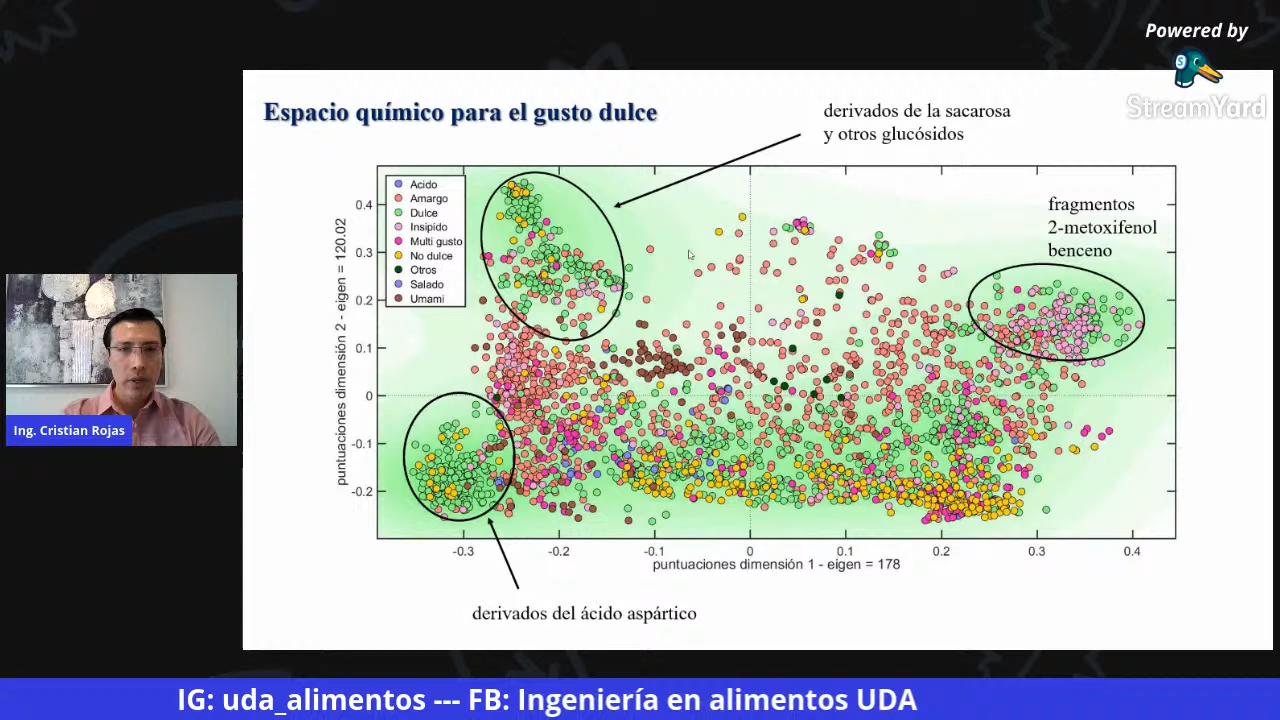 Powered by
StreamYard
Espacio químico para el gusto dulce
derivados de la sacarosa
y otros glucósidos
fragmentos
2-metoxifenol
benceno
Acido
Amargo
Dulce
Insípido
Multi gusto
No dulce
Otros
Salado
Umami
puntuaciones dimensión 2 - eigen = 120.02
0.4
0.3
0.2
0.1
0
-0.1
-0.2
-0.3
-0.2
-0.1
0
0.1
0.2
0.3
0.4
puntuaciones dimensión 1 - eigen = 178
derivados del ácido aspártico
Ing. Cristian Rojas
IG: uda_alimentos --- FB: Ingeniería en alimentos UDA